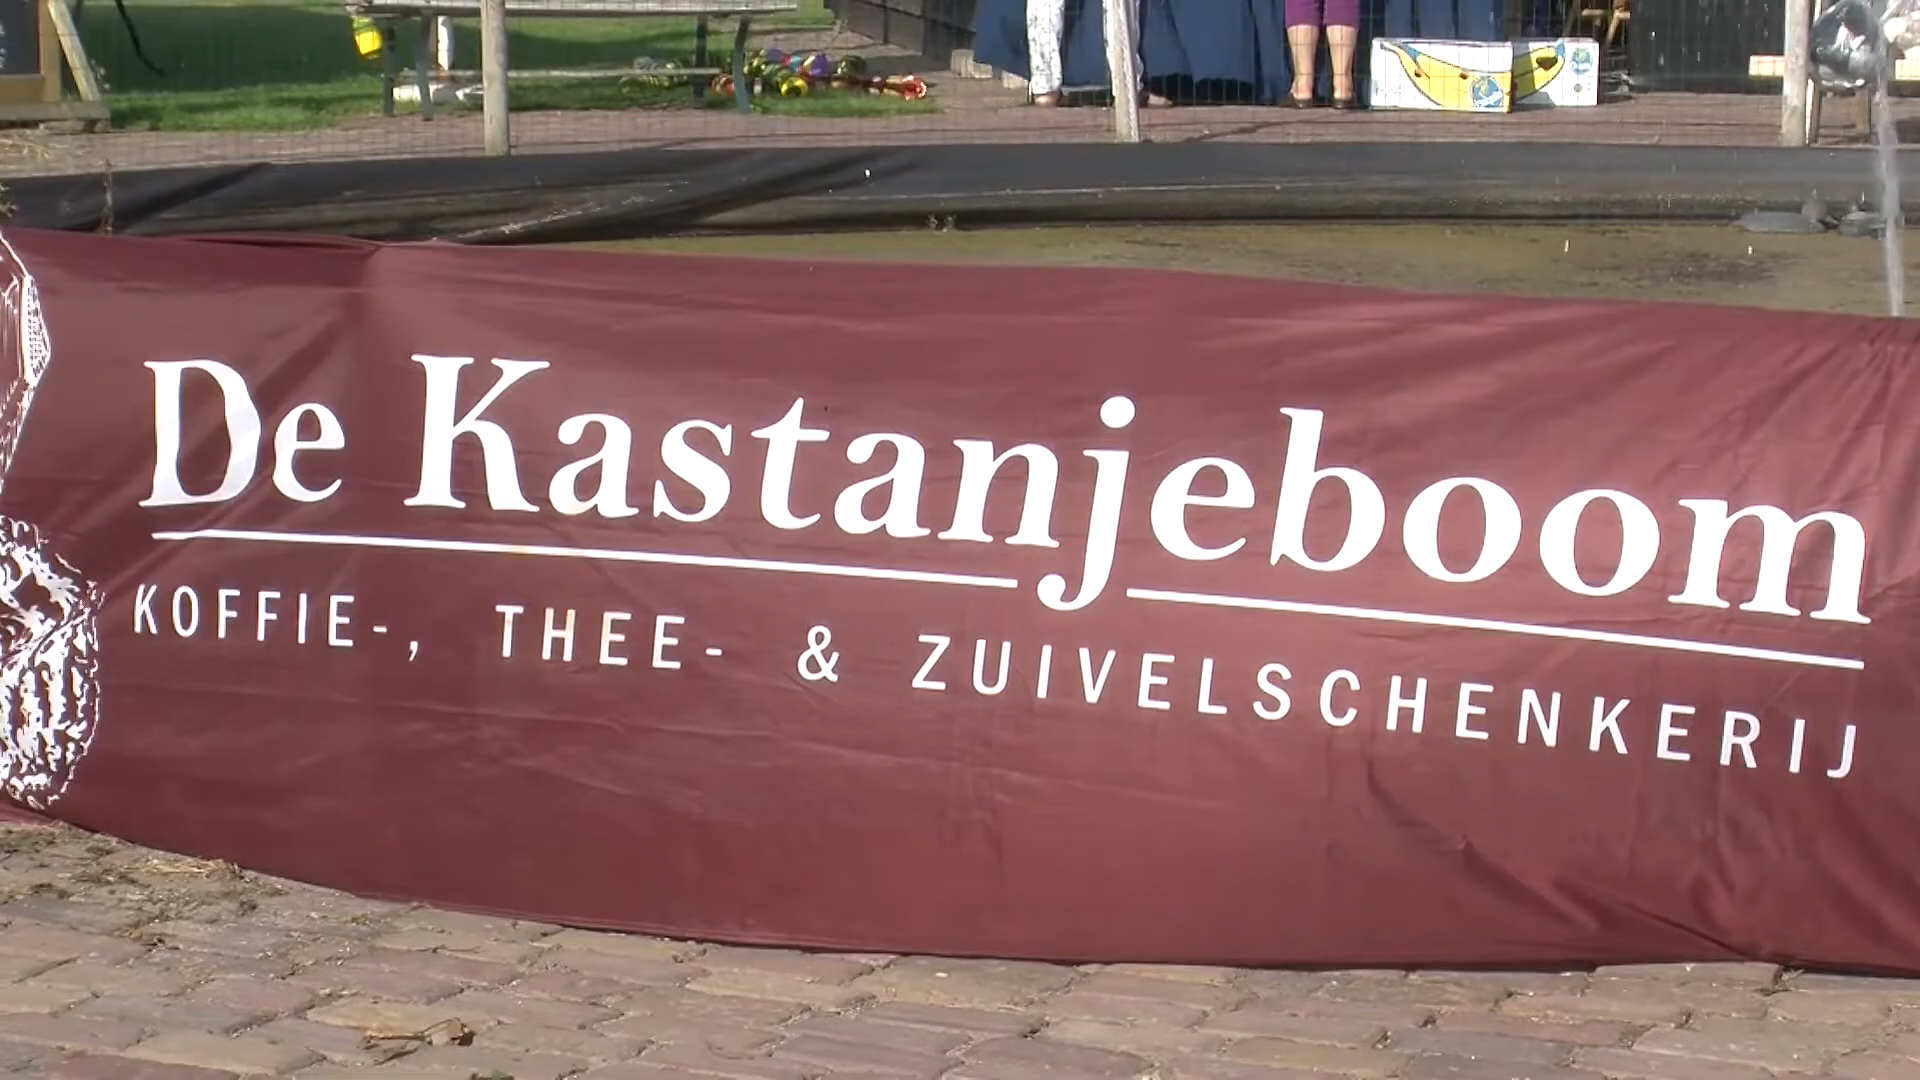 De Kastanjeboom
KOFFIE-, THEE- & ZUIVELSCHENKERIJ